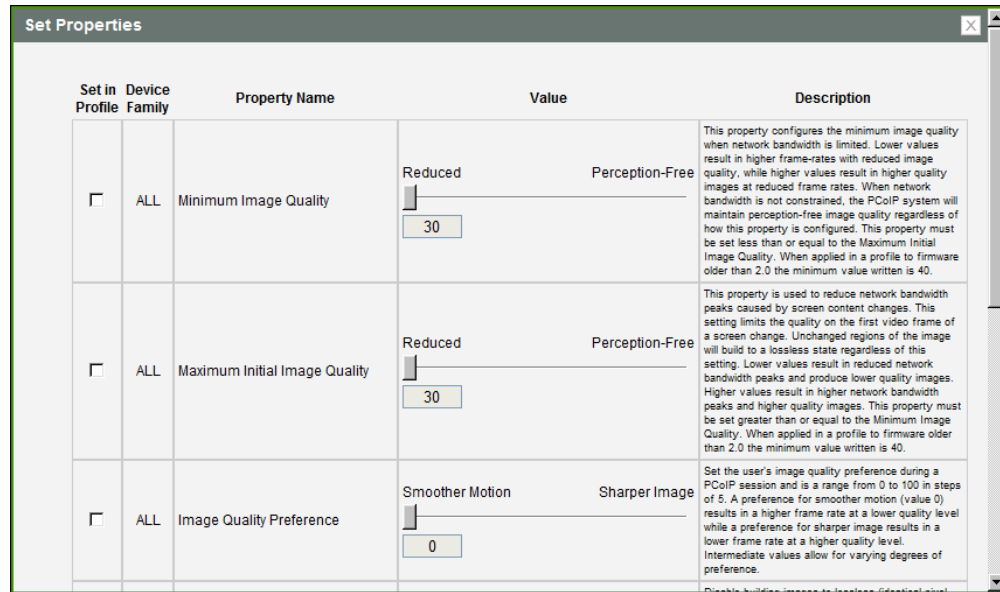 Set Properties
X
Set in Profile
Device Family
Property Name
Value
Description
ALL
Minimum Image Quality
Reduced
Perception-Free
30
This property configures the minimum image quality
when network bandwidth is limited. Lower values
result in higher frame-rates with reduced image
quality, while higher values result in higher quality
images at reduced frame rates. When network
bandwidth is not constrained, the PCoIP system will
maintain perception-free image quality regardless of
how this property is configured. This property must
be set less than or equal to the Maximum Initial
Image Quality. When applied in a profile to firmware
older than 2.0 the minimum value written is 40.
ALL
Maximum Initial Image Quality
Reduced
Perception-Free
30
This property is used to reduce network bandwidth
peaks caused by screen content changes. This
setting limits the quality on the first video frame of
a screen change. Unchanged regions of the image
will build to a lossless state regardless of this
setting. Lower values result in reduced network
bandwidth peaks and produce lower quality images.
Higher values result in higher network bandwidth
peaks and higher quality images. This property must
be set greater than or equal to the Minimum Image
Quality. When applied in a profile to firmware older
than 2.0 the minimum value written is 40.
ALL
Image Quality Preference
Smoother Motion
Sharper Image
0
Set the user's image quality preference during a
PCoIP session and is a range from 0 to 100 in steps
of 5. A preference for smoother motion (value 0)
results in a higher frame rate at a lower quality level
while a preference for sharper image results in a
lower frame rate at a higher quality level.
Intermediate values allow for varying degrees of
preference.